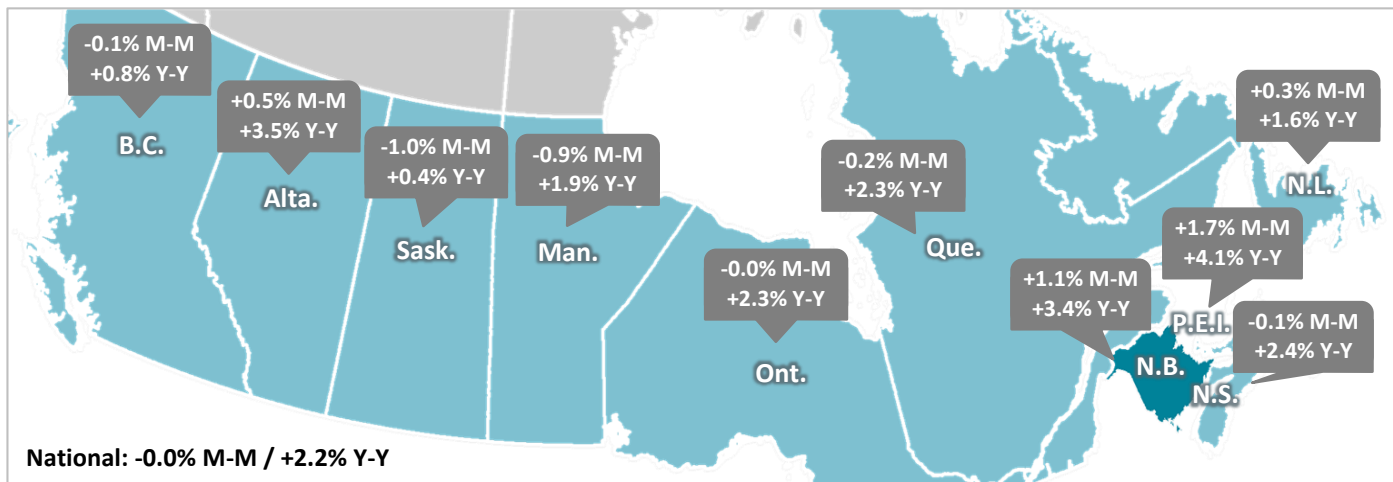 -0.1% M-M
+0.8% Y-Y
B.C.
+0.5% M-M
+3.5% Y-Y
Alta.
-1.0% M-M
+0.4% Y-Y
Sask.
-0.9% M-M
+1.9% Y-Y
Man.
-0.0% M-M
+2.3% Y-Y
Ont.
-0.2% M-M
+2.3% Y-Y
Que.
+0.3% M-M
+1.6% Y-Y
N.L.
+1.7% M-M
+4.1% Y-Y
P.E.I.
+1.1% M-M
+3.4% Y-Y
N.B.
-0.1% M-M
+2.4% Y-Y
N.S.
National: -0.0% M-M / +2.2% Y-Y